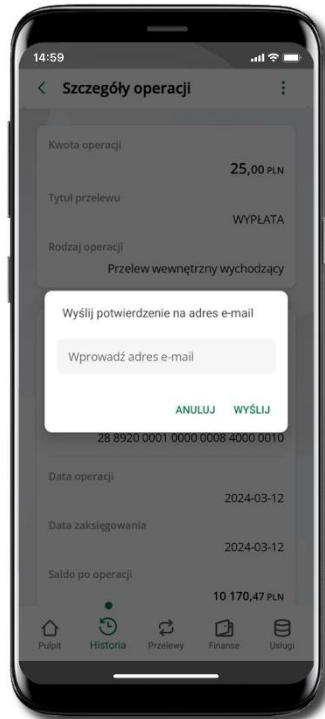 14:59
Szczegóły operacji
Kwota operacji
25,00 PLN
Tytuł przelewu
WYPŁATA
Rodzaj operacji
Przelew wewnętrzny wychodzący
Wyślij potwierdzenie na adres e-mail
Wprowadź adres e-mail
ANULUJ WYŚLIJ
28 8920 0001 0000 0008 4000 0010
Data operacji
2024-03-12
Data zaksięgowania
2024-03-12
Saldo po operacji
10 170,47 PLN
Pulpit Historia Przelewy Finanse Usługi